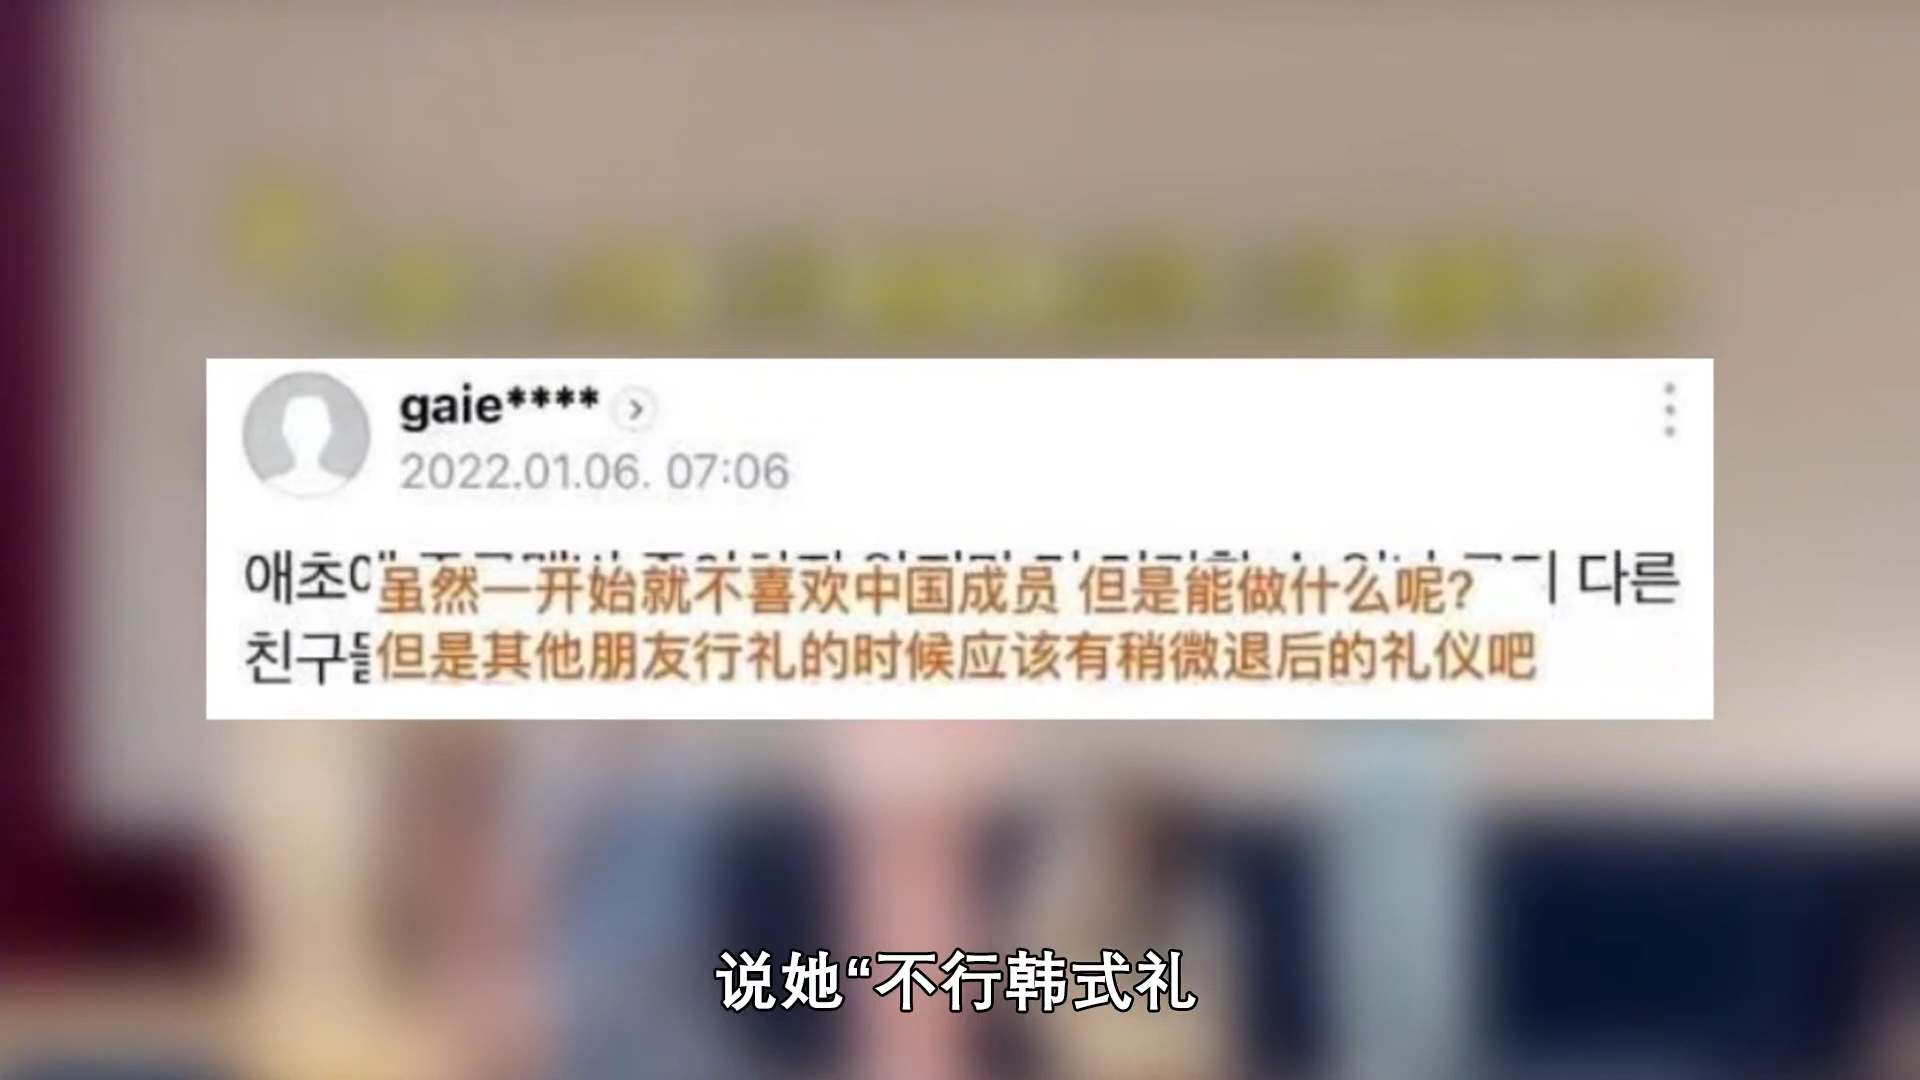 gaie****
2022.01.06. 07:06
애초에 다른
虽然一开始就不喜欢中国成员 但是能做什么呢?
친구들
但是其他朋友行礼的时候应该有稍微退后的礼仪吧
说她“不行韩式礼